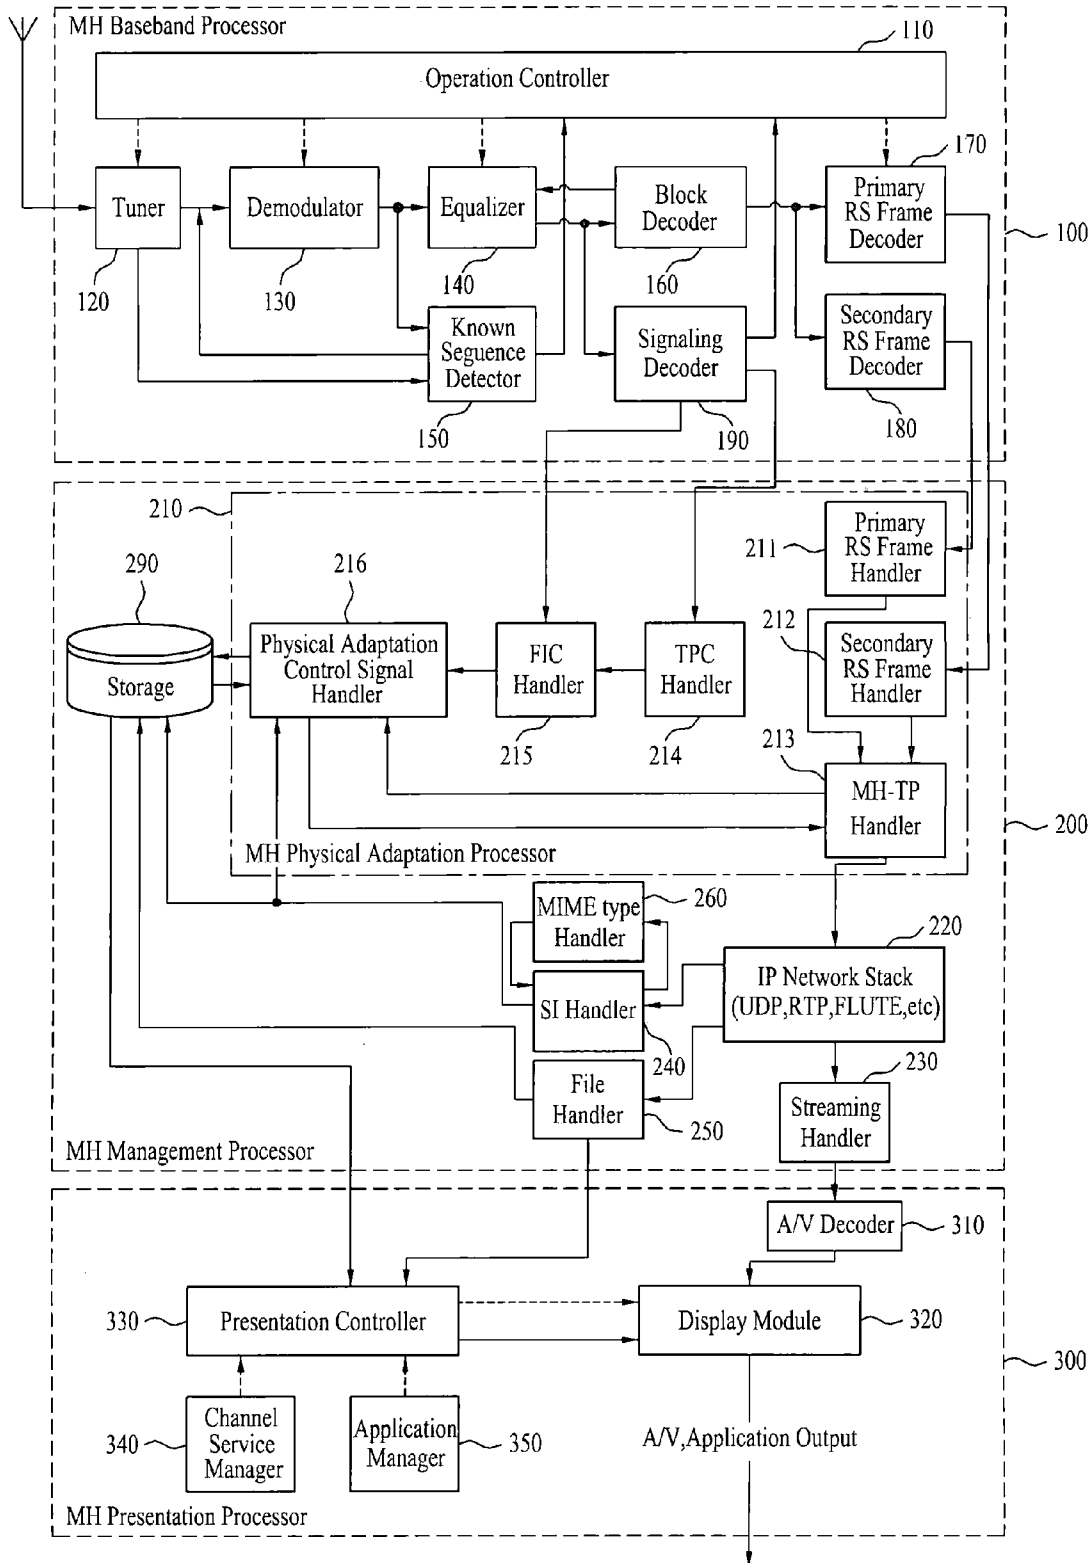 MH Baseband Processor
110
Operation Controller
170
Tuner
Demodulator
Equalizer
Block
Decoder
Primary
RS Frame
Decoder
100
120
130
140
160
Known
Seguence
Detector
Signaling
Decoder
Secondary
RS Frame
Decoder
150
190
180
210
Primary
RS Frame
Handler
211
290
216
212
Storage
Physical Adaptation
Control Signal
Handler
FIC
Handler
TPC
Handler
Secondary
RS Frame
Handler
215
214
213
MH-TP
Handler
200
MH Physical Adaptation Processor
MIME type
Handler
260
220
IP Network Stack
(UDP,RTP,FLUTE,etc)
SI Handler
240
230
File
Handler
250
Streaming
Handler
MH Management Processor
A/V Decoder
310
330
Presentation Controller
Display Module
320
300
340
Channel
Service
Manager
Application
Manager
350
A/V,Application Output
MH Presentation Processor